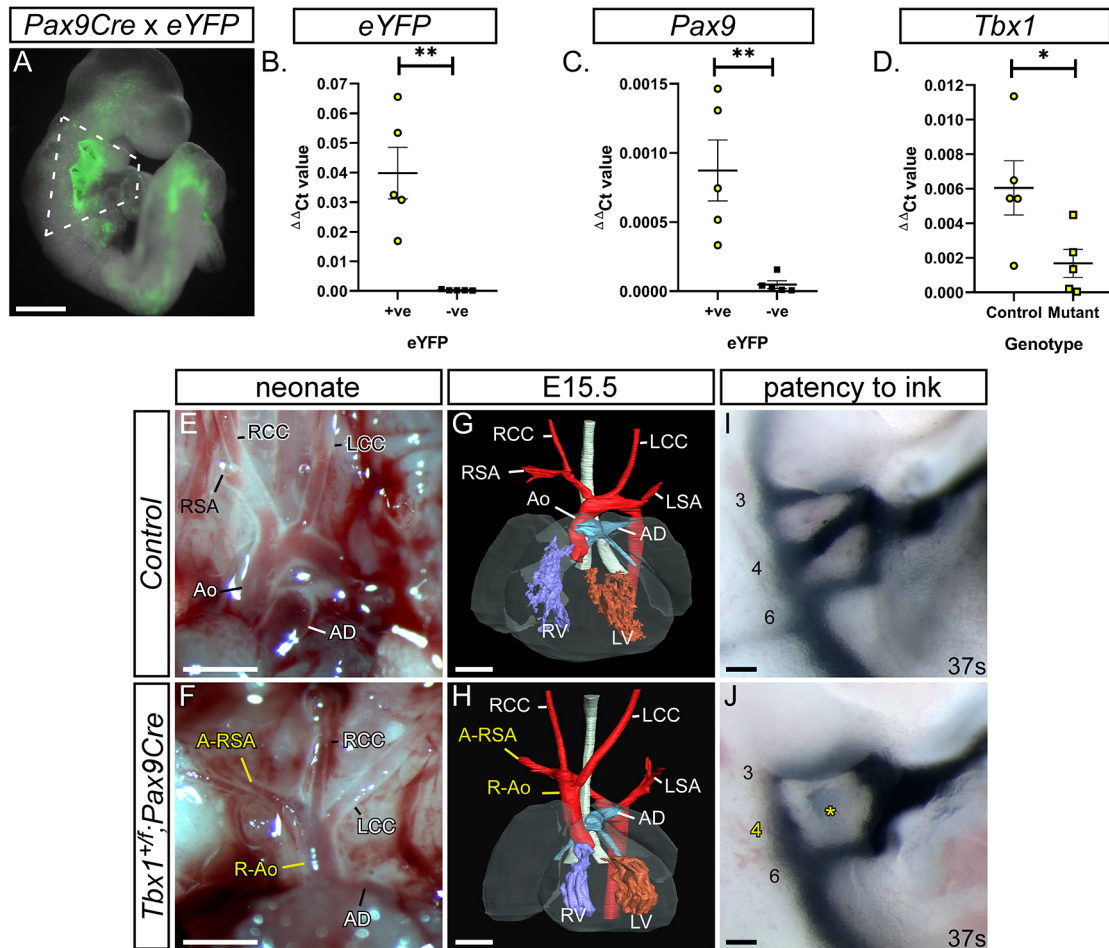 Pax9Cre x eYFP
eYFP
Pax9
Tbx1
A
B.
**
0.07
0.06
0.05
0.04
0.03
0.02
0.01
0.00
ΔΔCt value
+ve
-ve
eYFP
C.
**
0.0015
0.0010
0.0005
0.0000
ΔΔCt value
+ve
-ve
eYFP
D.
*
0.012
0.010
0.008
0.006
0.004
0.002
0.000
ΔΔCt value
Control Mutant
Genotype
neonate
E15.5
patency to ink
Control
E
RCC
LCC
RSA
Ao
AD
G
RCC
LCC
RSA
LSA
Ao
AD
RV
LV
I
3
4
6
37s
Tbx1+/f;Pax9Cre
F
A-RSA
RCC
LCC
R-Ao
AD
H
RCC
LCC
A-RSA
R-Ao
LSA
AD
RV
LV
J
3
4
*
6
37s